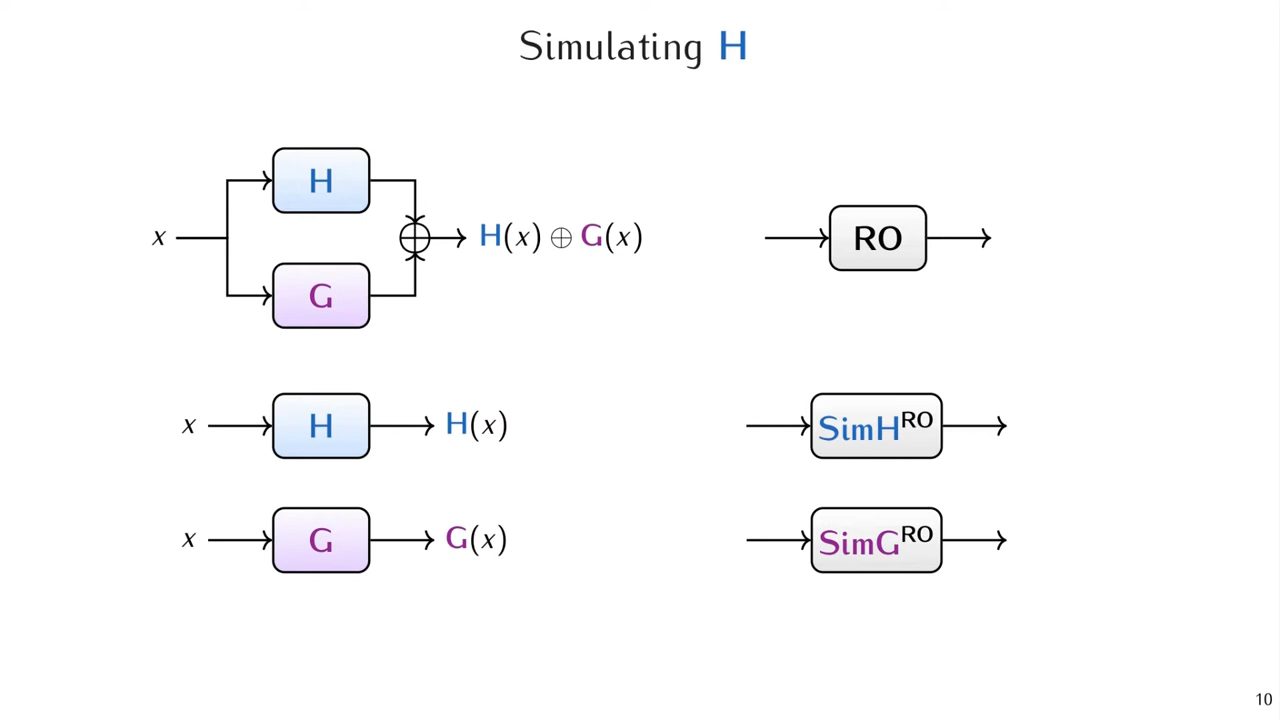 Simulating H
H
x
H(x) ⊕ G(x)
RO
G
x
H
H(x)
SimH^RO
x
G
G(x)
SimG^RO
10